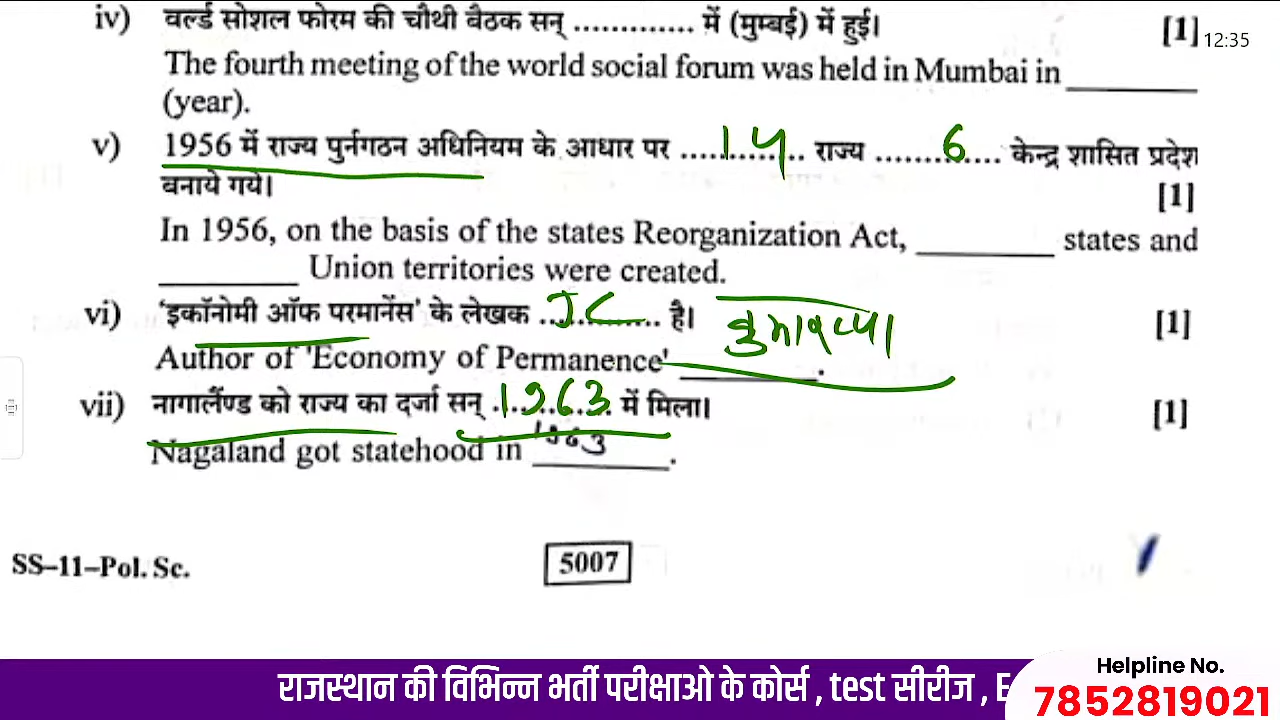 iv) वर्ल्ड सोशल फोरम की चौथी बैठक सन् ............. में (मुम्बई) में हुई। [1] 12:35
The fourth meeting of the world social forum was held in Mumbai in ________
(year).
v) 1956 में राज्य पुर्नगठन अधिनियम के आधार पर ....14.... राज्य ....6.... केन्द्र शासित प्रदेश
बनाये गये। [1]
In 1956, on the basis of the states Reorganization Act, ________ states and
________ Union territories were created.
vi) 'इकॉनोमी ऑफ परमानेंस' के लेखक ...JC... है। कुमारप्पा [1]
Author of 'Economy of Permanence' ________.
vii) नागालैंण्ड को राज्य का दर्जा सन् .1963. में मिला। [1]
Nagaland got statehood in 1963.
SS–11–Pol. Sc. 5007
राजस्थान की विभिन्न भर्ती परीक्षाओ के कोर्स , test सीरीज , E
Helpline No.
7852819021